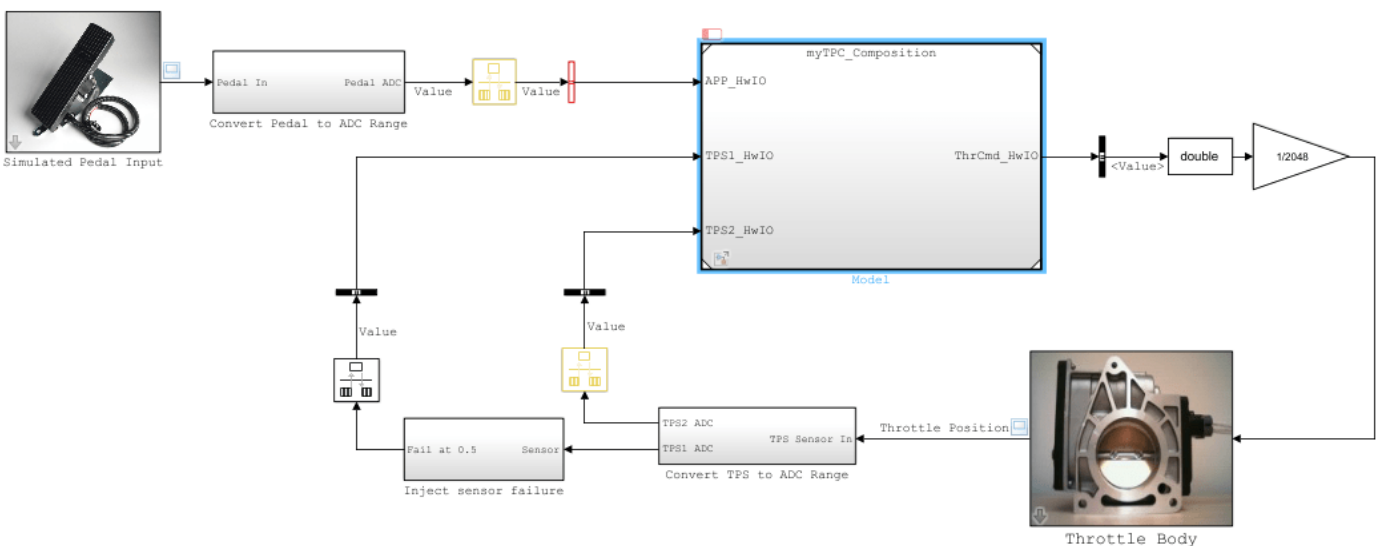 myTPC_Composition
Pedal In
Pedal ADC
Value
Value
APP_HwIO
Convert Pedal to ADC Range
Simulated Pedal Input
TPS1_HwIO
ThrCmd_HwIO
<Value>
double
1/2048
TPS2_HwIO
Model
Value
Value
TPS2 ADC
Throttle Position
TPS Sensor In
Fail at 0.5
Sensor
TPS1 ADC
Convert TPS to ADC Range
Inject sensor failure
Throttle Body